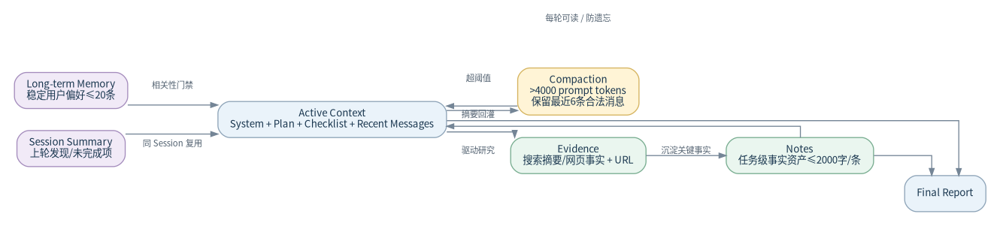 每轮可读 / 防遗忘
Long-term Memory
稳定用户偏好≤20条
相关性门禁
超阈值
Compaction
>4000 prompt tokens
保留最近6条合法消息
Active Context
System + Plan + Checklist + Recent Messages
摘要回灌
Session Summary
上轮发现/未完成项
同 Session 复用
驱动研究
Evidence
搜索摘要/网页事实 + URL
沉淀关键事实
Notes
任务级事实资产≤2000字/条
Final Report